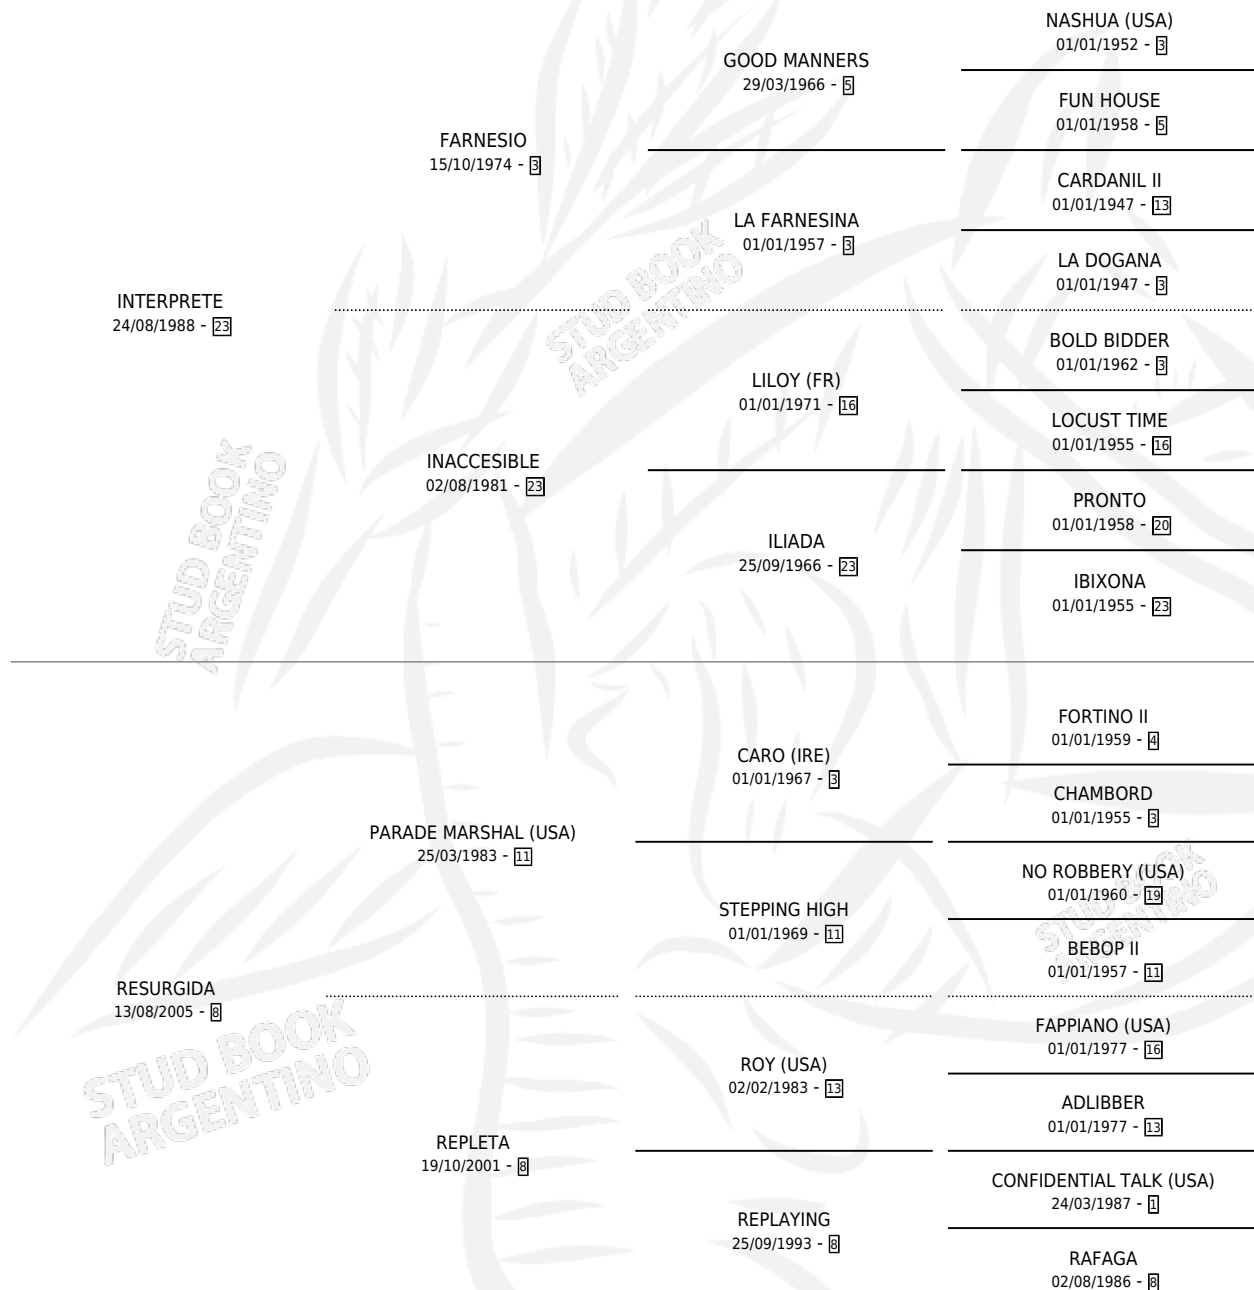 NASHUA (USA)
01/01/1952 - 3
GOOD MANNERS
29/03/1966 - 5
FUN HOUSE
01/01/1958 - 5
FARNESIO
15/10/1974 - 3
CARDANIL II
01/01/1947 - 13
LA FARNESINA
01/01/1957 - 3
LA DOGANA
01/01/1947 - 3
INTERPRETE
24/08/1988 - 23
STUD BOOK
ARGENTINO
BOLD BIDDER
01/01/1962 - 3
LILOY (FR)
01/01/1971 - 16
LOCUST TIME
01/01/1955 - 16
INACCESIBLE
02/08/1981 - 23
PRONTO
01/01/1958 - 20
ILIADA
25/09/1966 - 23
IBIXONA
01/01/1955 - 23
STUD BOOK
ARGENTINO
FORTINO II
01/01/1959 - 4
CARO (IRE)
01/01/1967 - 3
CHAMBORD
01/01/1955 - 3
PARADE MARSHAL (USA)
25/03/1983 - 11
NO ROBBERY (USA)
01/01/1960 - 19
STEPPING HIGH
01/01/1969 - 11
STUD BOOK
ARGENTINO
BEBOP II
01/01/1957 - 11
RESURGIDA
13/08/2005 - 8
FAPPIANO (USA)
01/01/1977 - 16
ROY (USA)
02/02/1983 - 13
ADLIBBER
01/01/1977 - 13
STUD BOOK
ARGENTINO
REPLETA
19/10/2001 - 8
CONFIDENTIAL TALK (USA)
24/03/1987 - 1
REPLAYING
25/09/1993 - 8
RAFAGA
02/08/1986 - 8